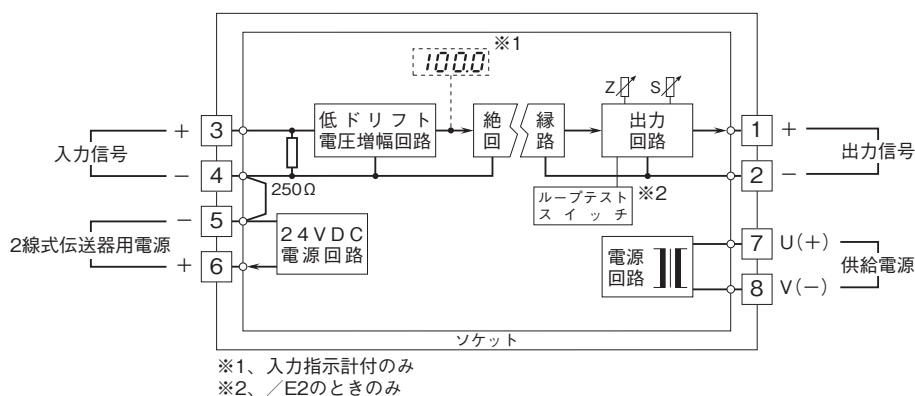 100.0
※1
Z
S
低ドリフト
電圧増幅回路
絶
回
縁
路
出力
回路
+
3
入力信号
−
4
250Ω
1
+
出力信号
2
−
ループテスト
スイッチ
※2
−
5
2線式伝送器用電源
+
6
24VDC
電源回路
電源
回路
7
U(+)
供給電源
8
V(−)
ソケット
※1、入力指示計付のみ
※2、/E2のときのみ